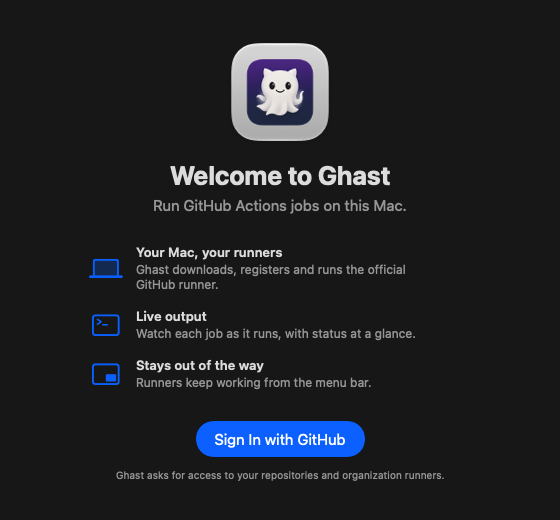 Welcome to Ghast
Run GitHub Actions jobs on this Mac.
Your Mac, your runners
Ghast downloads, registers and runs the official
GitHub runner.
Live output
Watch each job as it runs, with status at a glance.
Stays out of the way
Runners keep working from the menu bar.
Sign In with GitHub
Ghast asks for access to your repositories and organization runners.